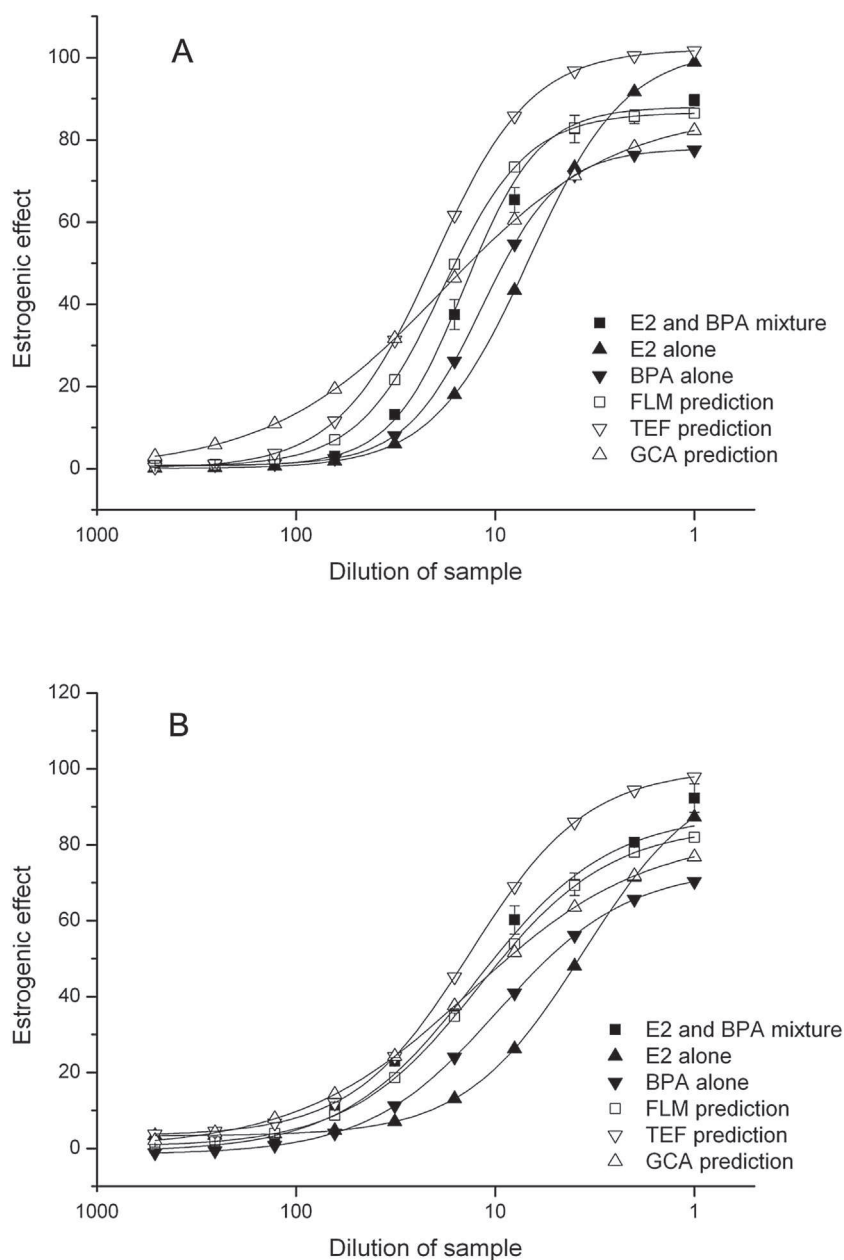 A
100
80
60
40
20
0
Estrogenic effect
E2 and BPA mixture
E2 alone
BPA alone
FLM prediction
TEF prediction
GCA prediction
1000 100 10 1
Dilution of sample
B
120
100
80
60
40
20
0
Estrogenic effect
E2 and BPA mixture
E2 alone
BPA alone
FLM prediction
TEF prediction
GCA prediction
1000 100 10 1
Dilution of sample